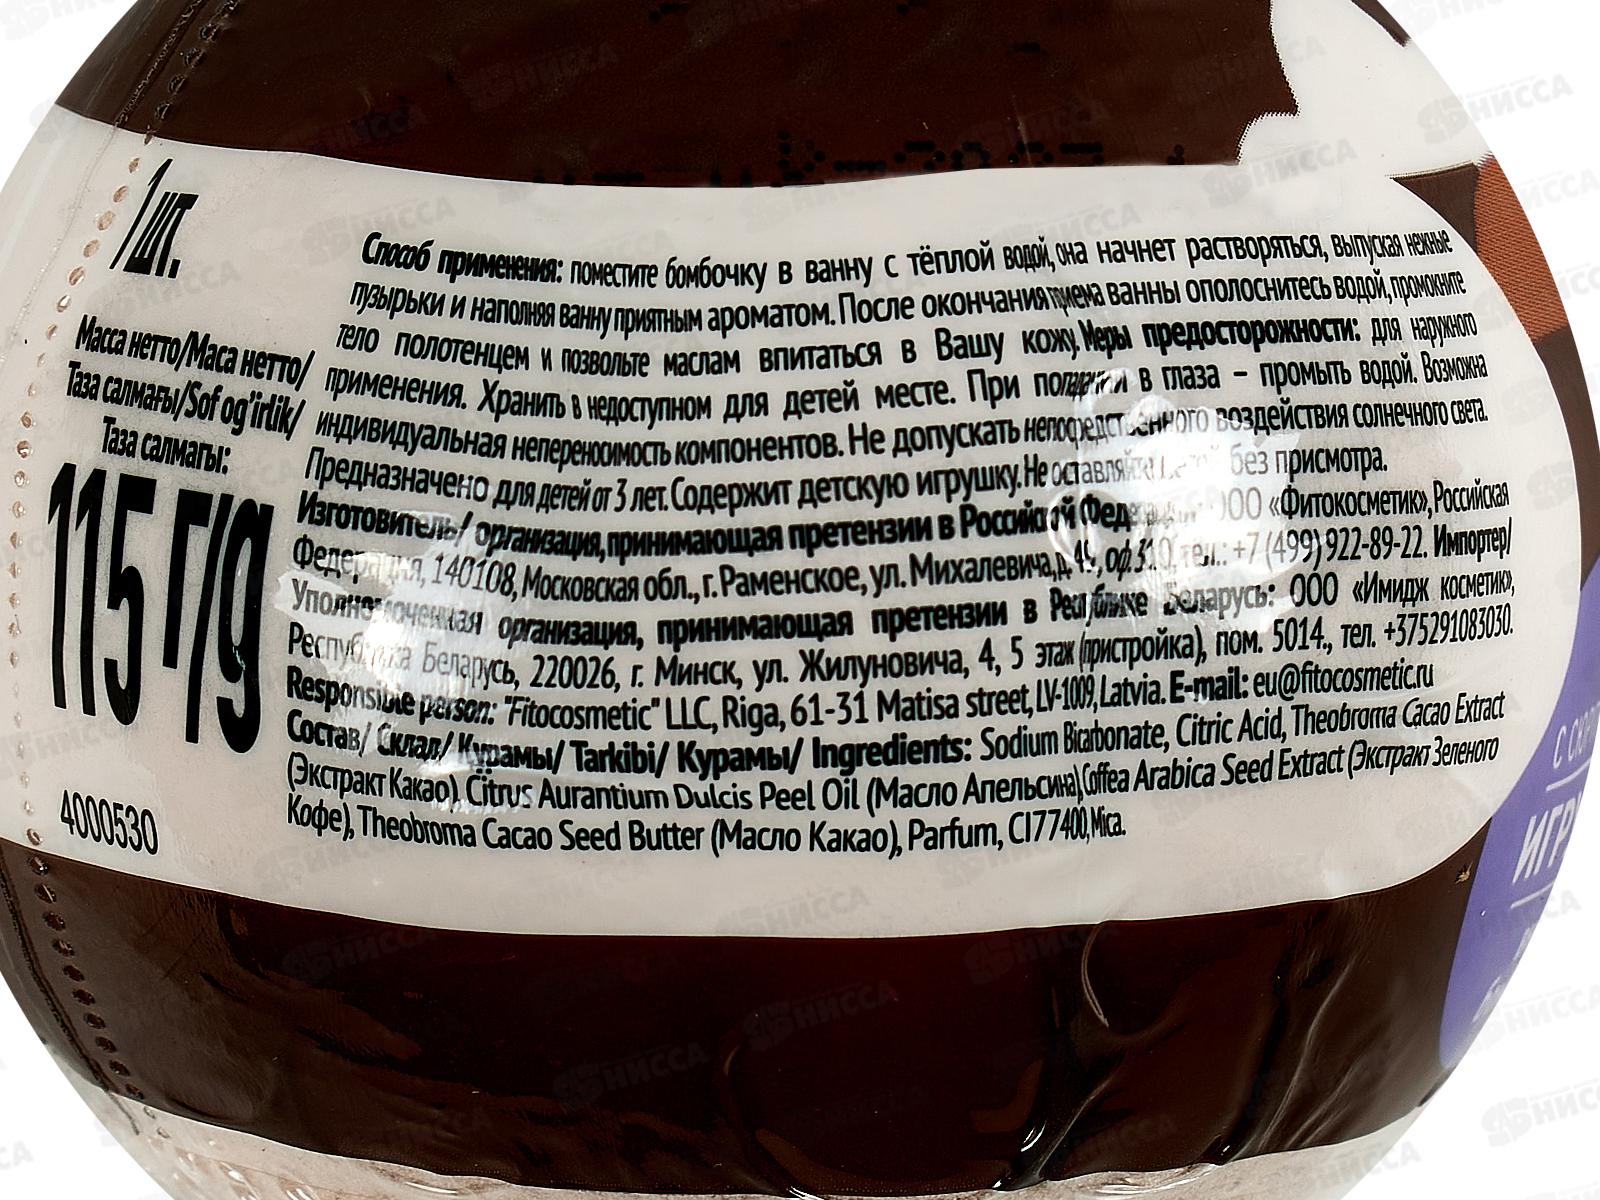 1 шт.
Масса нетто/Маса нетто/
Таза салмағы/Sof og'irlik/
Таза салмагы:
115 г/g
4000530
Способ применения: поместите бомбочку в ванну с тёплой водой, она начнет растворяться, выпуская нежные
пузырьки и наполняя ванну приятным ароматом. После окончания приема ванны ополоснитесь водой, промокните
тело полотенцем и позвольте маслам впитаться в Вашу кожу. Меры предосторожности: для наружного
применения. Хранить в недоступном для детей месте. При попадании в глаза – промыть водой. Возможна
индивидуальная непереносимость компонентов. Не допускать непосредственного воздействия солнечного света.
Предназначено для детей от 3 лет. Содержит детскую игрушку. Не оставляйте детей без присмотра.
Изготовитель/ организация, принимающая претензии в Российской ООО «Фитокосметик», Российская
Федерация, 140108, Московская обл., г. Раменское, ул. Михалевича, д. 49, оф.310, тел.: +7 (499) 922-89-22. Импортер/
Уполномоченная организация, принимающая претензии в Республике Беларусь: ООО «Имидж косметик»,
Республика Беларусь, 220026, г. Минск, ул. Жилуновича, 4, 5 этаж (пристройка), пом. 5014., тел. +375291083030.
Responsible person: "Fitocosmetic" LLC, Riga, 61-31 Matisa street, LV-1009, Latvia. E-mail: eu@fitocosmetic.ru
Состав/ Склад/ Құрамы/ Tarkibi/ Курамы/ Ingredients: Sodium Bicarbonate, Citric Acid, Theobroma Cacao Extract
(Экстракт Какао), Citrus Aurantium Dulcis Peel Oil (Масло Апельсина), Coffea Arabica Seed Extract (Экстракт Зеленого
Кофе), Theobroma Cacao Seed Butter (Масло Какао), Parfum, CI77400, Mica.
НИССА